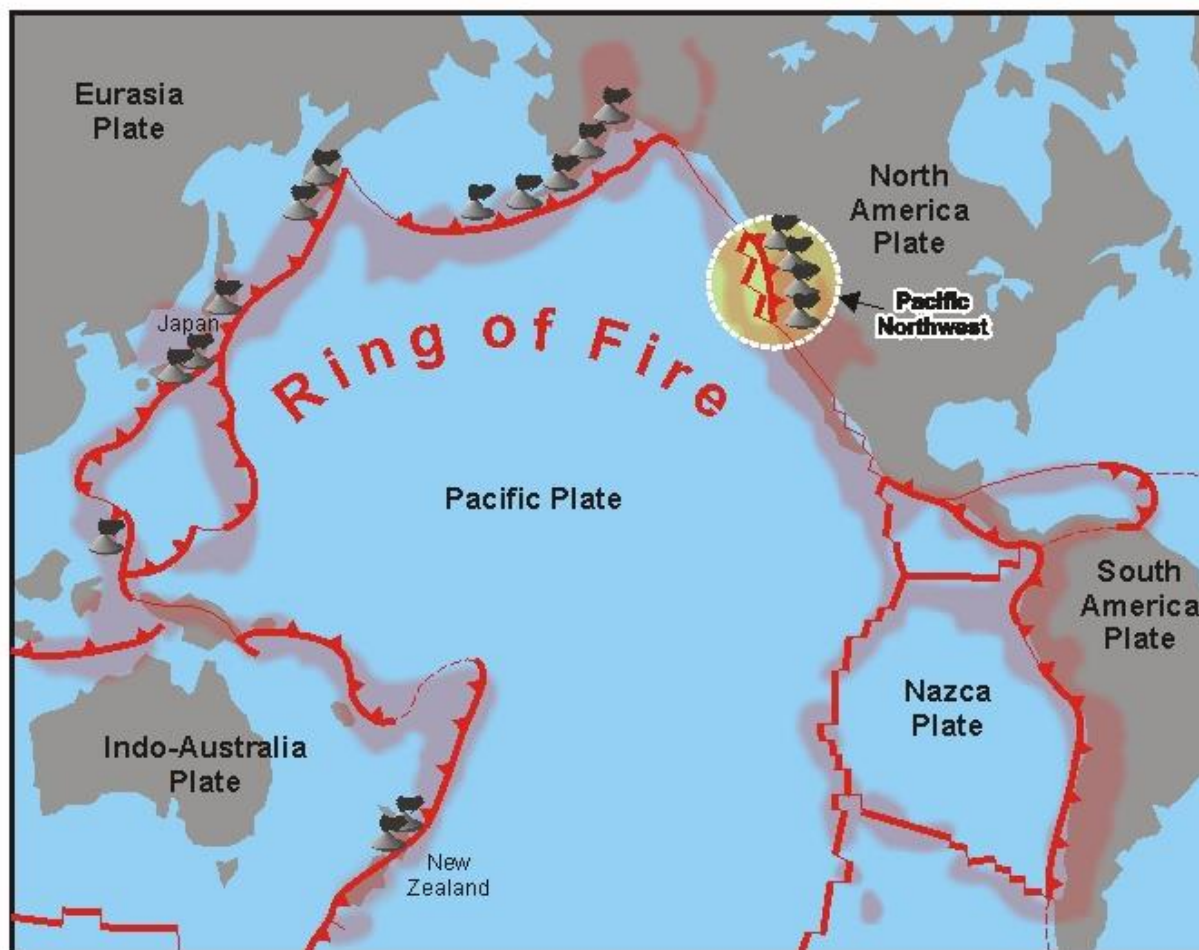 Eurasia
Plate
North
America
Plate
Pacific
Northwest
Japan
Ring of Fire
Pacific Plate
South
America
Plate
Nazca
Plate
Indo-Australia
Plate
New
Zealand